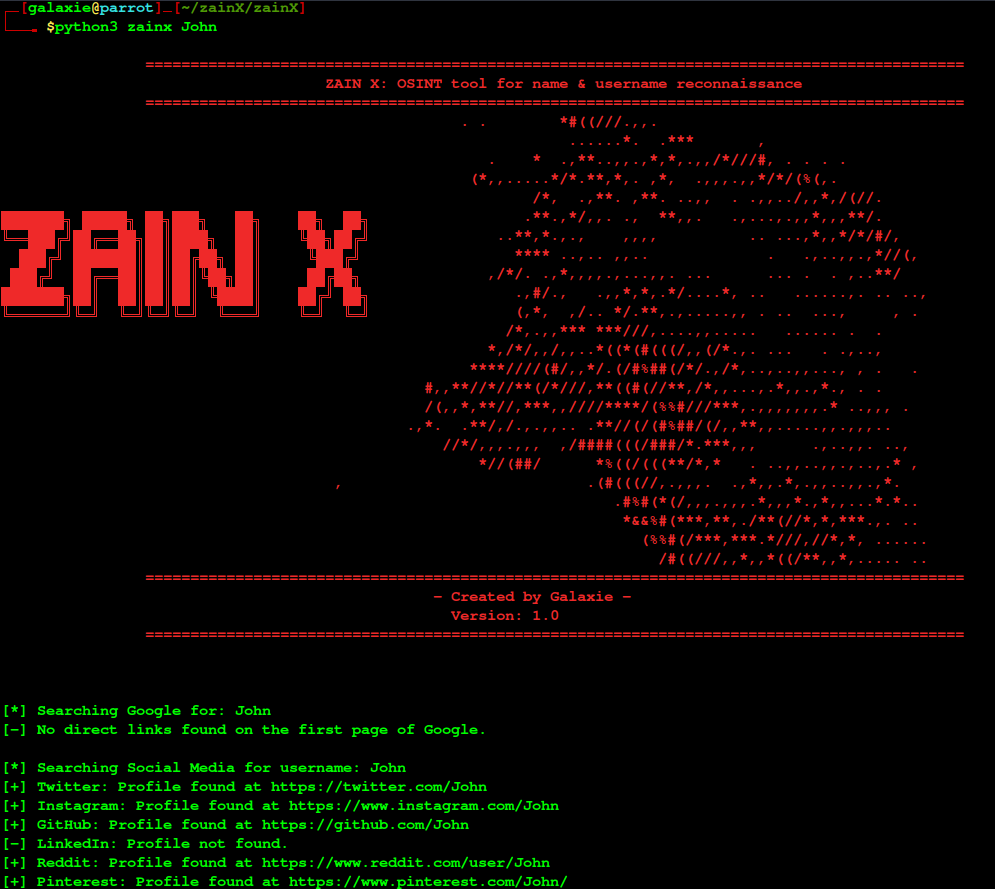 [galaxie@parrot]_[~/zainX/zainX]
$python3 zainx John
ZAIN X: OSINT tool for name & username reconnaissance
ZAIN X
- Created by Galaxie -
Version: 1.0
[*] Searching Google for: John
[-] No direct links found on the first page of Google.
[*] Searching Social Media for username: John
[+] Twitter: Profile found at https://twitter.com/John
[+] Instagram: Profile found at https://www.instagram.com/John
[+] GitHub: Profile found at https://github.com/John
[-] LinkedIn: Profile not found.
[+] Reddit: Profile found at https://www.reddit.com/user/John
[+] Pinterest: Profile found at https://www.pinterest.com/John/